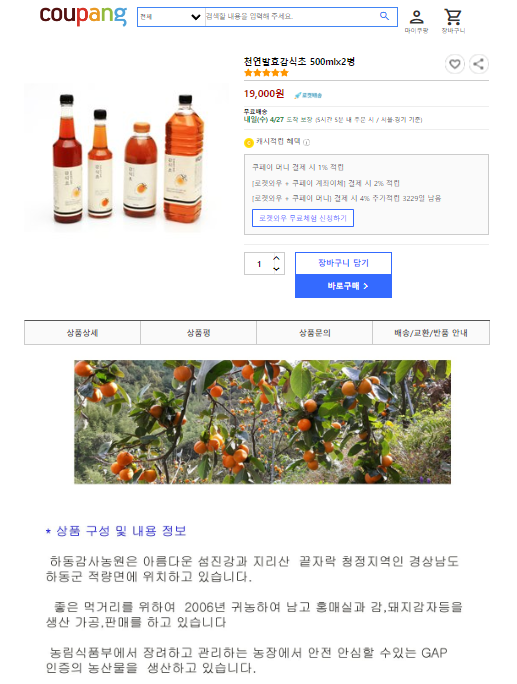 coupang
전체
검색할 내용을 입력해 주세요.
마이쿠팡
장바구니
천연발효감식초 500mlx2병
19,000원
로켓배송
무료배송
내일(수) 4/27 도착 보장 (5시간 5분 내 주문 시 / 서울·경기 기준)
캐시적립 혜택
쿠페이 머니 결제 시 1% 적립
[로켓와우 + 쿠페이 계좌이체] 결제 시 2% 적립
[로켓와우 + 쿠페이 머니] 결제 시 4% 추가적립 3229일 남음
로켓와우 무료체험 신청하기
1
장바구니 담기
바로구매 >
상품상세
상품평
상품문의
배송/교환/반품 안내
* 상품 구성 및 내용 정보
하동감사농원은 아름다운 섬진강과 지리산 끝자락 청정지역인 경상남도
하동군 적량면에 위치하고 있습니다.
좋은 먹거리를 위하여 2006년 귀농하여 남고 홍매실과 감,돼지감자등을
생산 가공,판매를 하고 있습니다
농림식품부에서 장려하고 관리하는 농장에서 안전 안심할 수있는 GAP
인증의 농산물을 생산하고 있습니다.